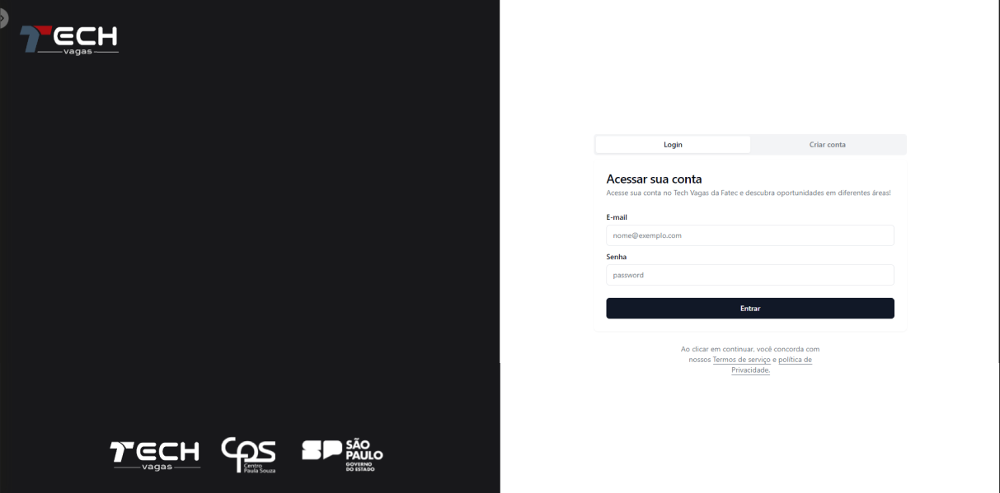 TECH
vagas
Login
Criar conta
Acessar sua conta
Acesse sua conta no Tech Vagas da Fatec e descubra oportunidades em diferentes áreas!
E-mail
nome@exemplo.com
Senha
password
Entrar
Ao clicar em continuar, você concorda com
nossos Termos de serviço e política de
Privacidade.
TECH
vagas
CPS
Centro
Paula Souza
SP
SÃO
PAULO
GOVERNO
DO ESTADO